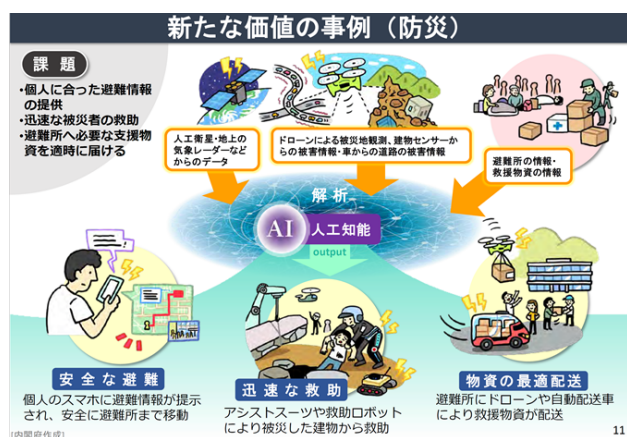 新たな価値の事例（防災）
課題
•個人に合った避難情報
の提供
•迅速な被災者の救助
•避難所へ必要な支援物
資を適時に届ける
人工衛星・地上の
気象レーダーなど
からのデータ
ドローンによる被災地観測、建物センサーか
らの被害情報・車からの道路の被害情報
避難所の情報・
救援物資の情報
解析
AI 人工知能
output
安全な避難
個人のスマホに避難情報が提示
され、安全に避難所まで移動
迅速な救助
アシストスーツや救助ロボット
により被災した建物から救助
物資の最適配送
避難所にドローンや自動配送車
により救援物資が配送
[内閣府作成]
11